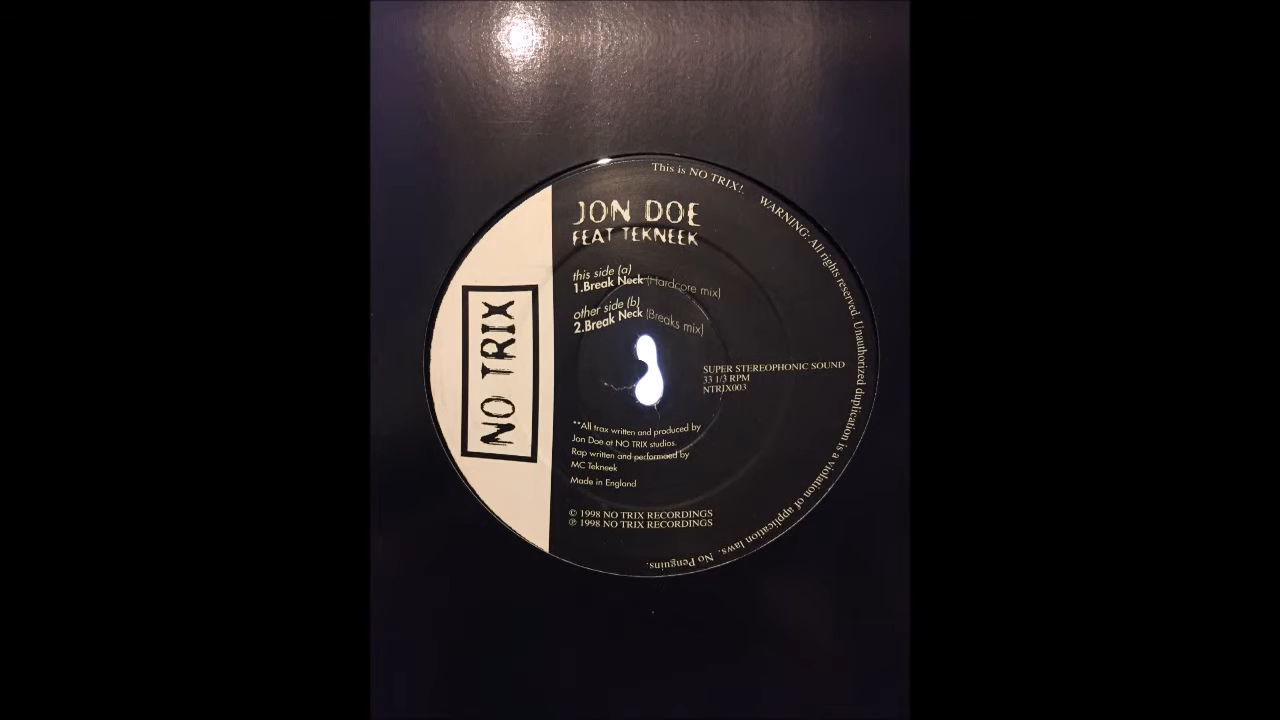 This is NO TRIX!. WARNING: All rights reserved. Unauthorized duplication is a violation of application laws. No Penguins.
JON DOE
FEAT TEKNEEK
this side (a)
1.Break Neck (Hardcore mix)
other side (b)
2.Break Neck (Breaks mix)
NO TRIX
SUPER STEREOPHONIC SOUND
33 1/3 RPM
NTRIX003
**All trax written and produced by
Jon Doe at NO TRIX studios.
Rap written and performaed by
MC Tekneek
Made in England
© 1998 NO TRIX RECORDINGS
℗ 1998 NO TRIX RECORDINGS